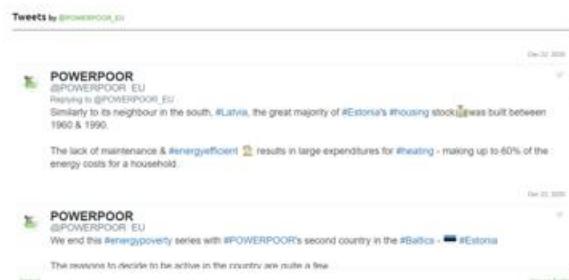 Tweets by @POWERPOOR_EU
Dec 22, 2020
POWERPOOR
@POWERPOOR_EU
Replying to @POWERPOOR_EU
Similarly to its neighbour in the south, #Latvia, the great majority of #Estonia's #housing stock was built between
1960 & 1990.
The lack of maintenance & #energyefficient results in large expenditures for #heating - making up to 60% of the
energy costs for a household.
POWERPOOR
@POWERPOOR_EU
We end this #energypoverty series with #POWERPOOR's second country in the #Baltics - #Estonia
The reasons to decide to be active in the country are quite a few